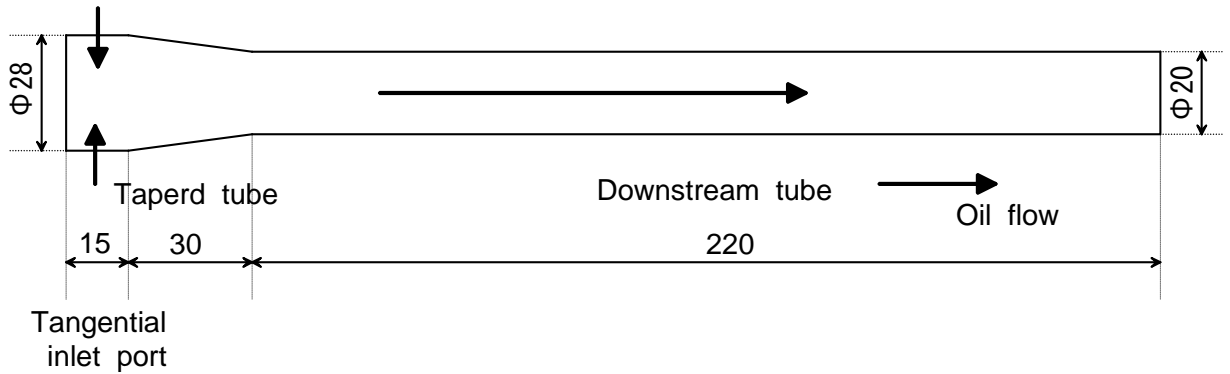 Φ28
Φ20
Taperd tube
Downstream tube
Oil flow
15
30
220
Tangential
inlet port